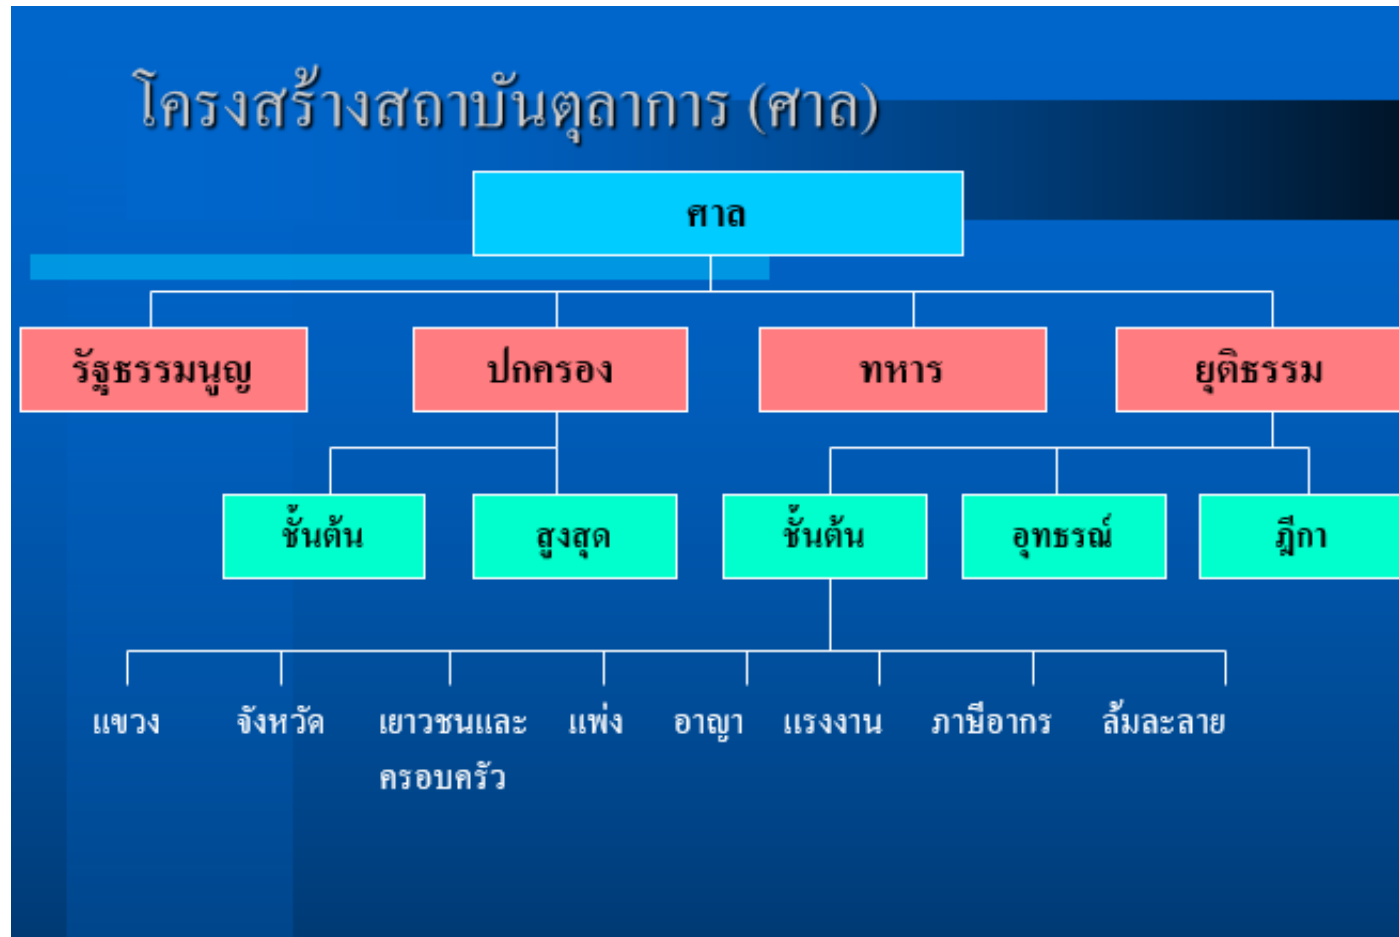 โครงสร้างสถาบันตุลาการ (ศาล)
ศาล
รัฐธรรมนูญ ปกครอง ทหาร ยุติธรรม
ชั้นต้น สูงสุด ชั้นต้น อุทธรณ์ ฎีกา
แขวง จังหวัด เยาวชนและ แพ่ง อาญา แรงงาน ภาษีอากร ล้มละลาย
ครอบครัว